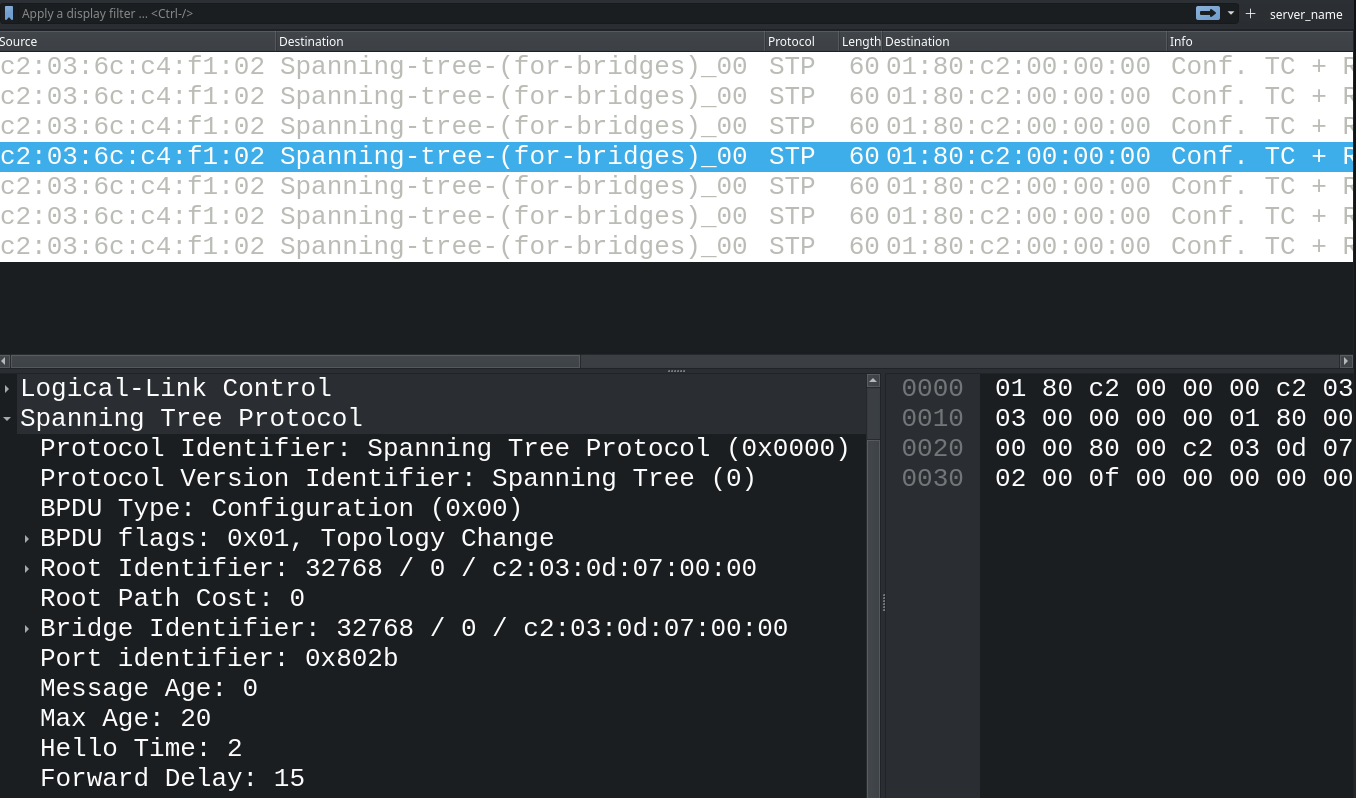 Apply a display filter ... <Ctrl-/> + server_name
Source Destination Protocol Length Destination Info
c2:03:6c:c4:f1:02 Spanning-tree-(for-bridges)_00 STP 60 01:80:c2:00:00:00 Conf. TC + R
c2:03:6c:c4:f1:02 Spanning-tree-(for-bridges)_00 STP 60 01:80:c2:00:00:00 Conf. TC + R
c2:03:6c:c4:f1:02 Spanning-tree-(for-bridges)_00 STP 60 01:80:c2:00:00:00 Conf. TC + R
c2:03:6c:c4:f1:02 Spanning-tree-(for-bridges)_00 STP 60 01:80:c2:00:00:00 Conf. TC + R
c2:03:6c:c4:f1:02 Spanning-tree-(for-bridges)_00 STP 60 01:80:c2:00:00:00 Conf. TC + R
c2:03:6c:c4:f1:02 Spanning-tree-(for-bridges)_00 STP 60 01:80:c2:00:00:00 Conf. TC + R
c2:03:6c:c4:f1:02 Spanning-tree-(for-bridges)_00 STP 60 01:80:c2:00:00:00 Conf. TC + R
Logical-Link Control
Spanning Tree Protocol
Protocol Identifier: Spanning Tree Protocol (0x0000)
Protocol Version Identifier: Spanning Tree (0)
BPDU Type: Configuration (0x00)
BPDU flags: 0x01, Topology Change
Root Identifier: 32768 / 0 / c2:03:0d:07:00:00
Root Path Cost: 0
Bridge Identifier: 32768 / 0 / c2:03:0d:07:00:00
Port identifier: 0x802b
Message Age: 0
Max Age: 20
Hello Time: 2
Forward Delay: 15
0000 01 80 c2 00 00 00 c2 03
0010 03 00 00 00 00 01 80 00
0020 00 00 80 00 c2 03 0d 07
0030 02 00 0f 00 00 00 00 00